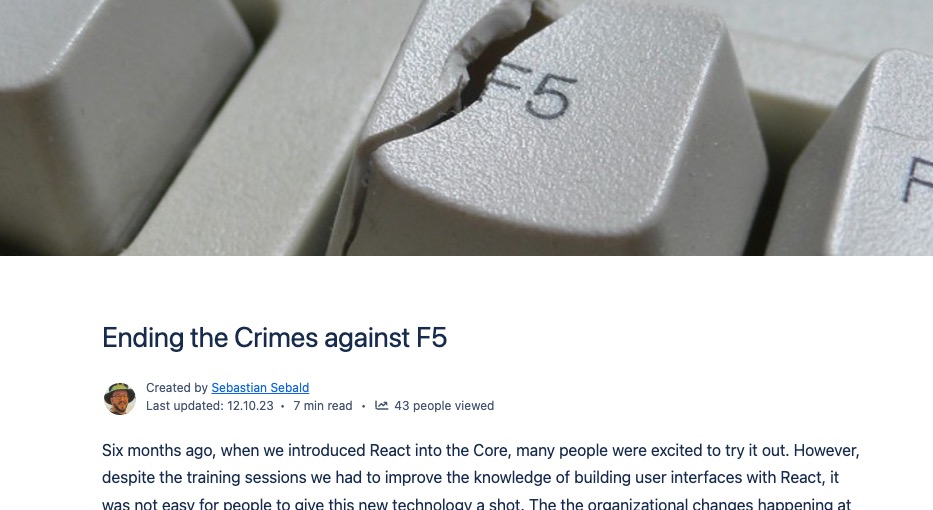 F5
F
Ending the Crimes against F5
Created by Sebastian Sebald
Last updated: 12.10.23 • 7 min read • 43 people viewed
Six months ago, when we introduced React into the Core, many people were excited to try it out. However,
despite the training sessions we had to improve the knowledge of building user interfaces with React, it
was not easy for people to give this new technology a shot. The the organizational changes happening at